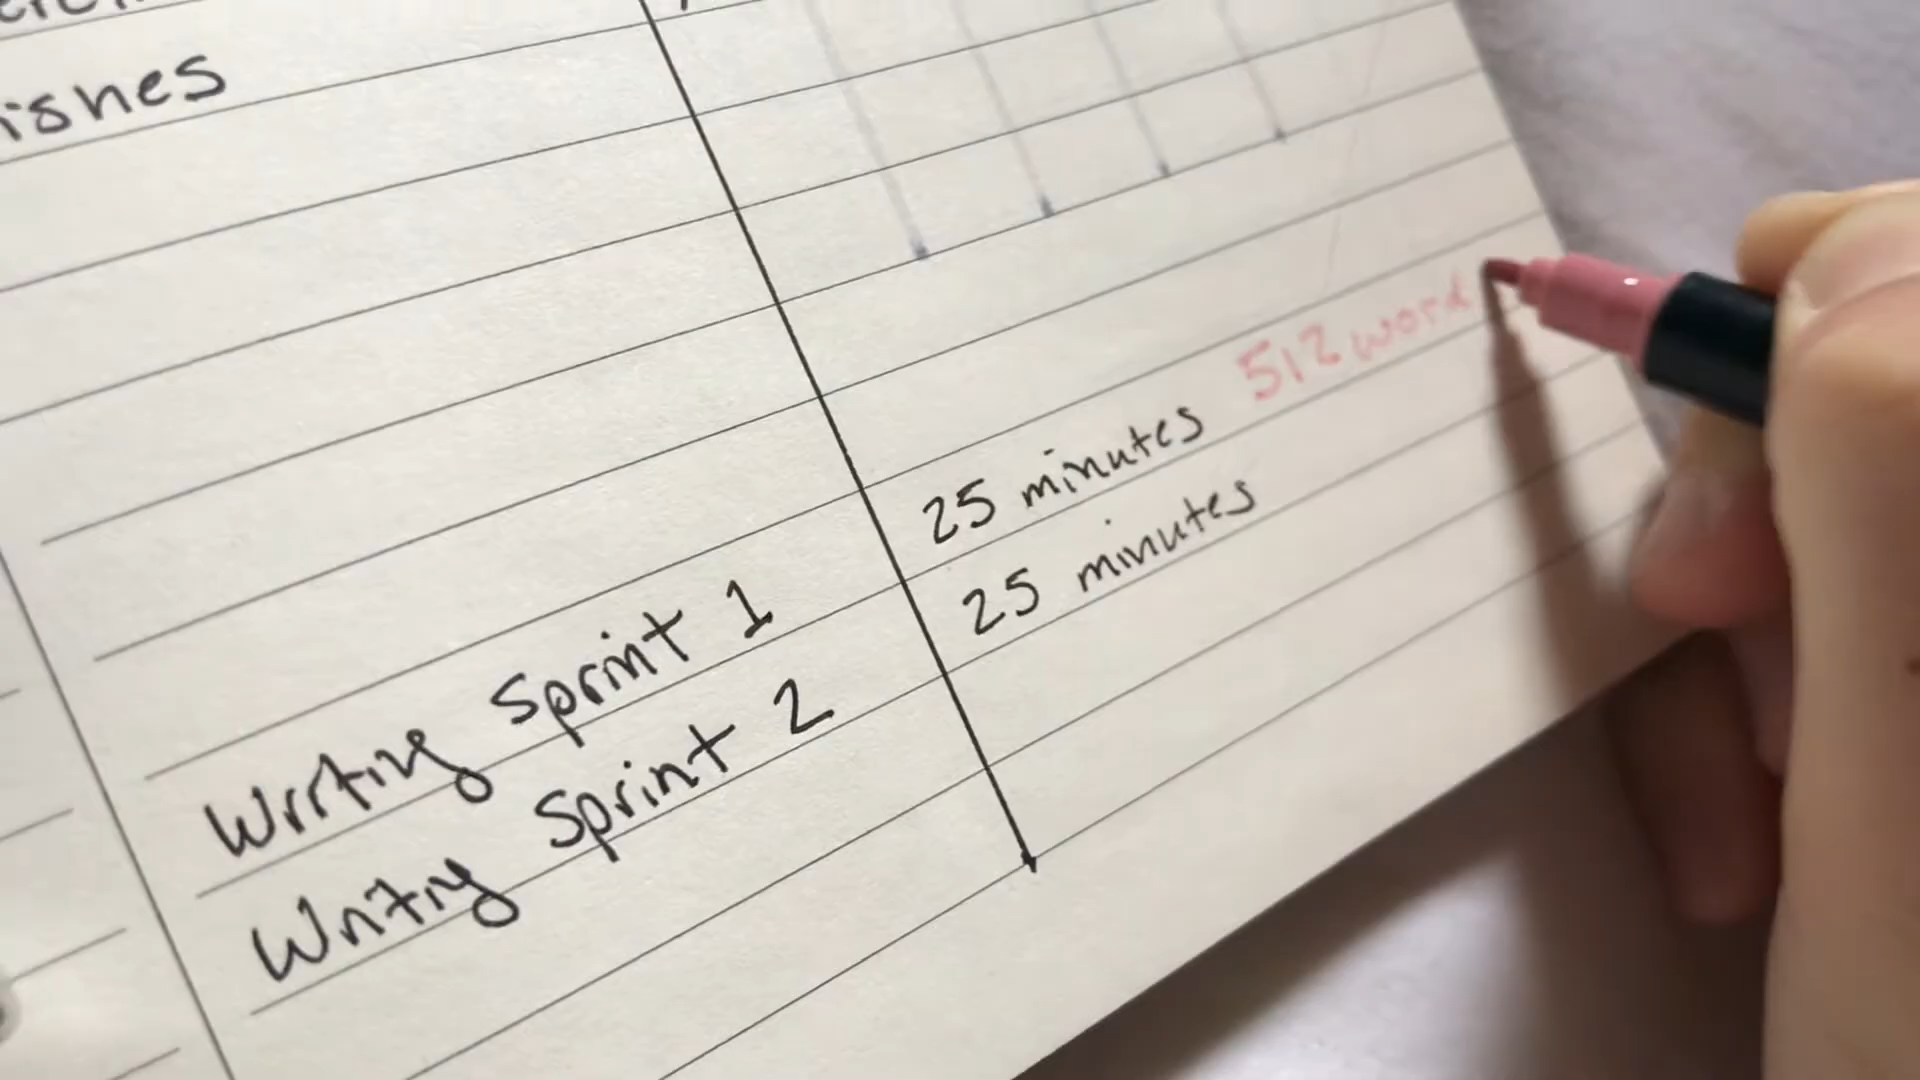 ishes
Writing Sprint 1 25 minutes 512 word
Writing Sprint 2 25 minutes